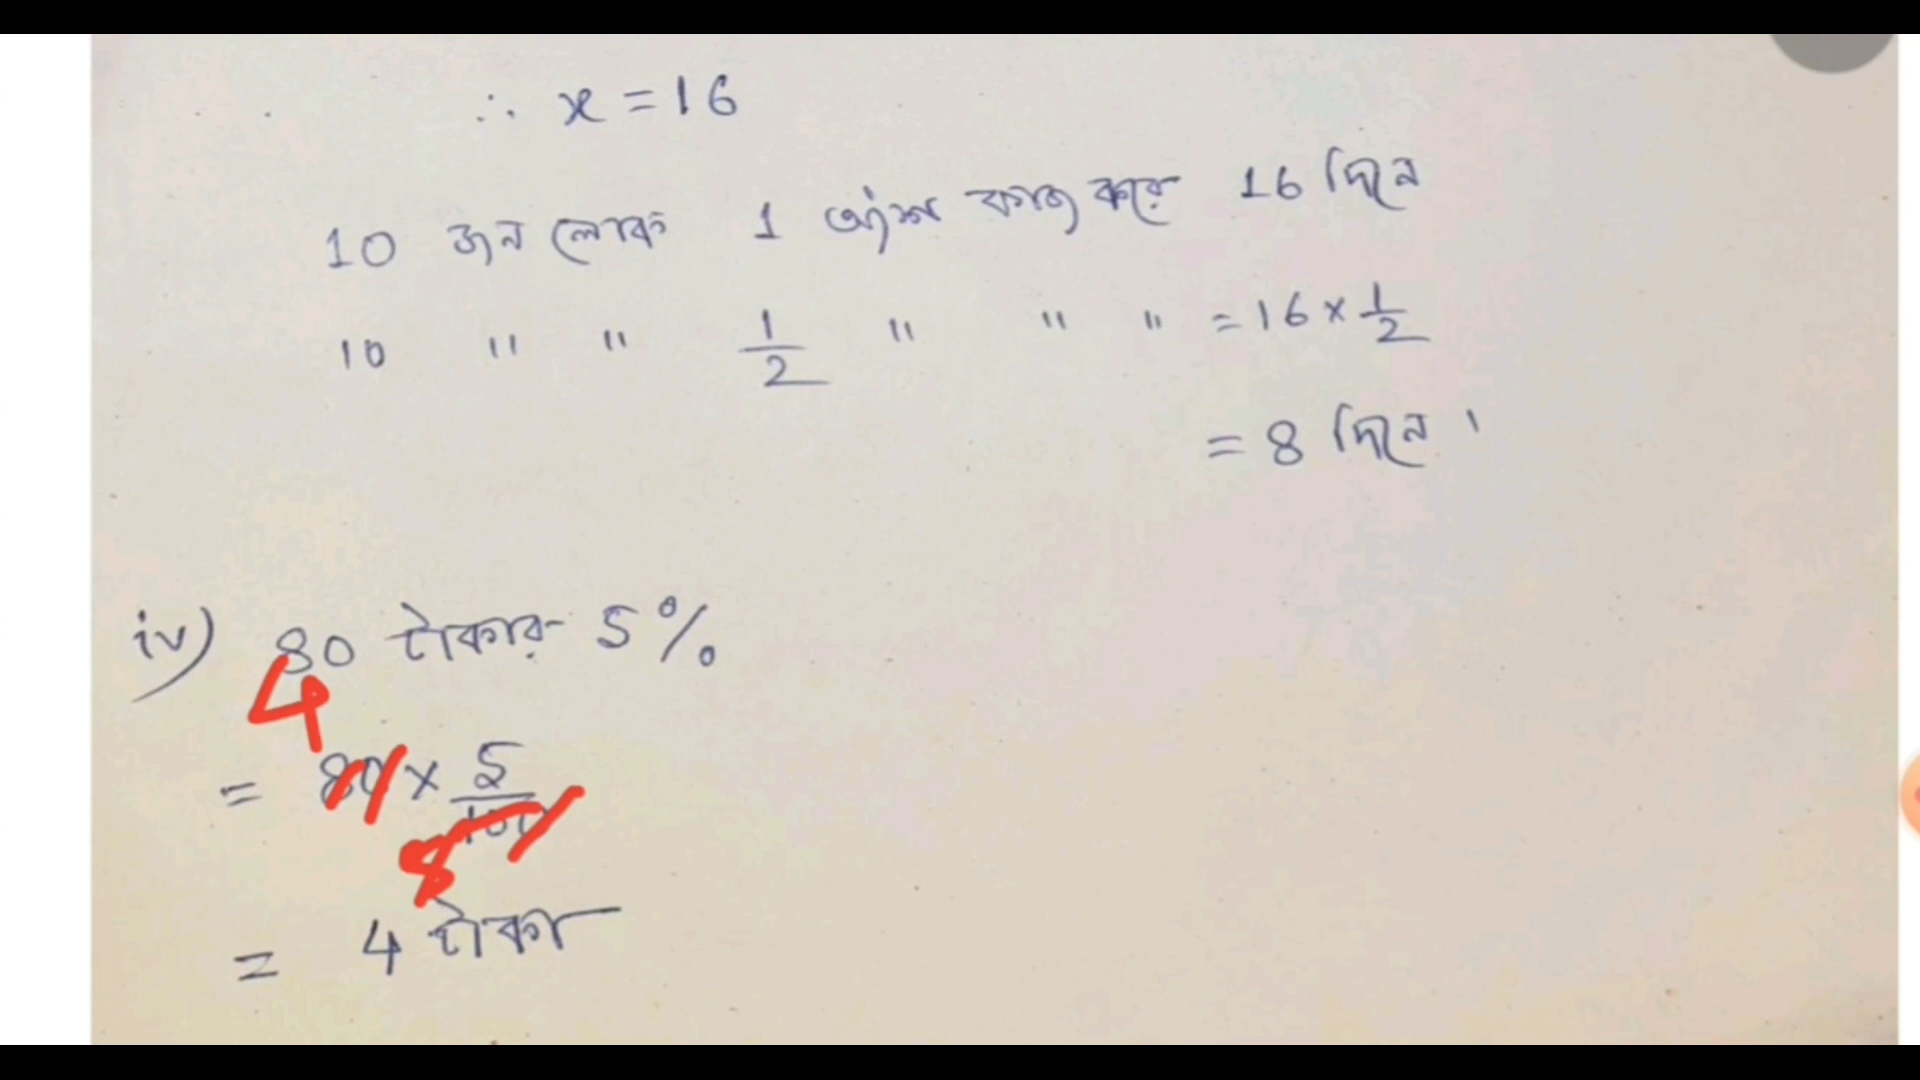 ∴ x = 16
10 জন লোক 1 অংশ কাজ করে 16 দিনে
10 " " 1/2 " " " = 16 × 1/2
= 8 দিনে।
iv) 80 টাকার 5%
4
= 80 × 5/100
8
= 4 টাকা